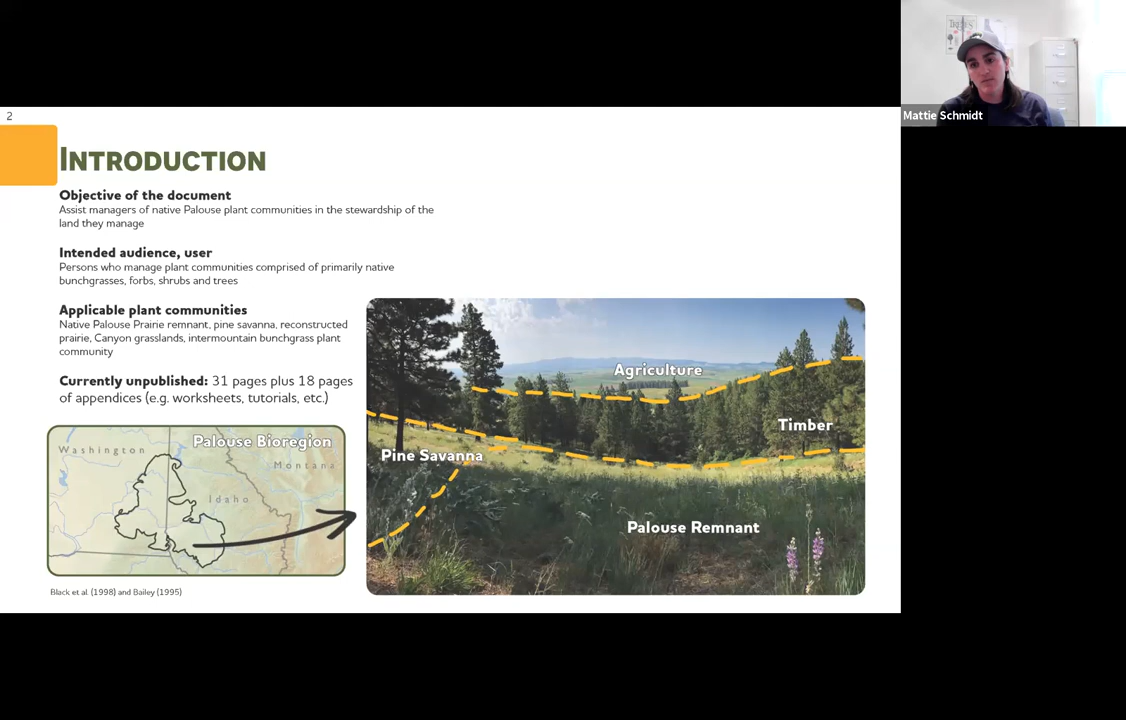 2
INTRODUCTION
Objective of the document
Assist managers of native Palouse plant communities in the stewardship of the
land they manage
Intended audience, user
Persons who manage plant communities comprised of primarily native
bunchgrasses, forbs, shrubs and trees
Applicable plant communities
Native Palouse Prairie remnant, pine savanna, reconstructed
prairie, Canyon grasslands, intermountain bunchgrass plant
community
Currently unpublished: 31 pages plus 18 pages
of appendices (e.g. worksheets, tutorials, etc.)
Palouse Bioregion
Washington
Montana
Idaho
Black et al. (1998) and Bailey (1995)
Agriculture
Timber
Pine Savanna
Palouse Remnant
Mattie Schmidt